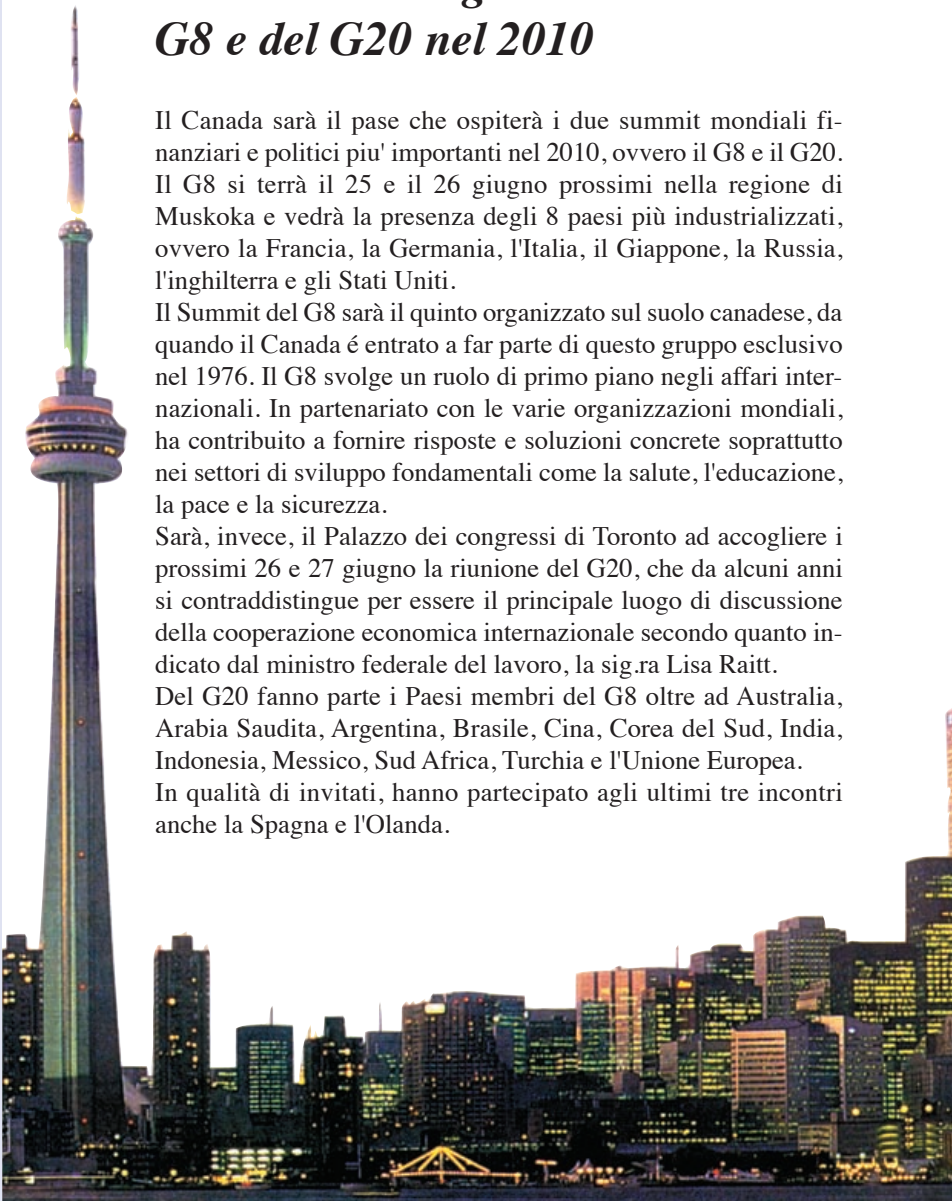 G8 e del G20 nel 2010
Il Canada sarà il pase che ospiterà i due summit mondiali fi-
nanziari e politici piu' importanti nel 2010, ovvero il G8 e il G20.
Il G8 si terrà il 25 e il 26 giugno prossimi nella regione di
Muskoka e vedrà la presenza degli 8 paesi più industrializzati,
ovvero la Francia, la Germania, l'Italia, il Giappone, la Russia,
l'inghilterra e gli Stati Uniti.
Il Summit del G8 sarà il quinto organizzato sul suolo canadese, da
quando il Canada é entrato a far parte di questo gruppo esclusivo
nel 1976. Il G8 svolge un ruolo di primo piano negli affari inter-
nazionali. In partenariato con le varie organizzazioni mondiali,
ha contribuito a fornire risposte e soluzioni concrete soprattutto
nei settori di sviluppo fondamentali come la salute, l'educazione,
la pace e la sicurezza.
Sarà, invece, il Palazzo dei congressi di Toronto ad accogliere i
prossimi 26 e 27 giugno la riunione del G20, che da alcuni anni
si contraddistingue per essere il principale luogo di discussione
della cooperazione economica internazionale secondo quanto in-
dicato dal ministro federale del lavoro, la sig.ra Lisa Raitt.
Del G20 fanno parte i Paesi membri del G8 oltre ad Australia,
Arabia Saudita, Argentina, Brasile, Cina, Corea del Sud, India,
Indonesia, Messico, Sud Africa, Turchia e l'Unione Europea.
In qualità di invitati, hanno partecipato agli ultimi tre incontri
anche la Spagna e l'Olanda.